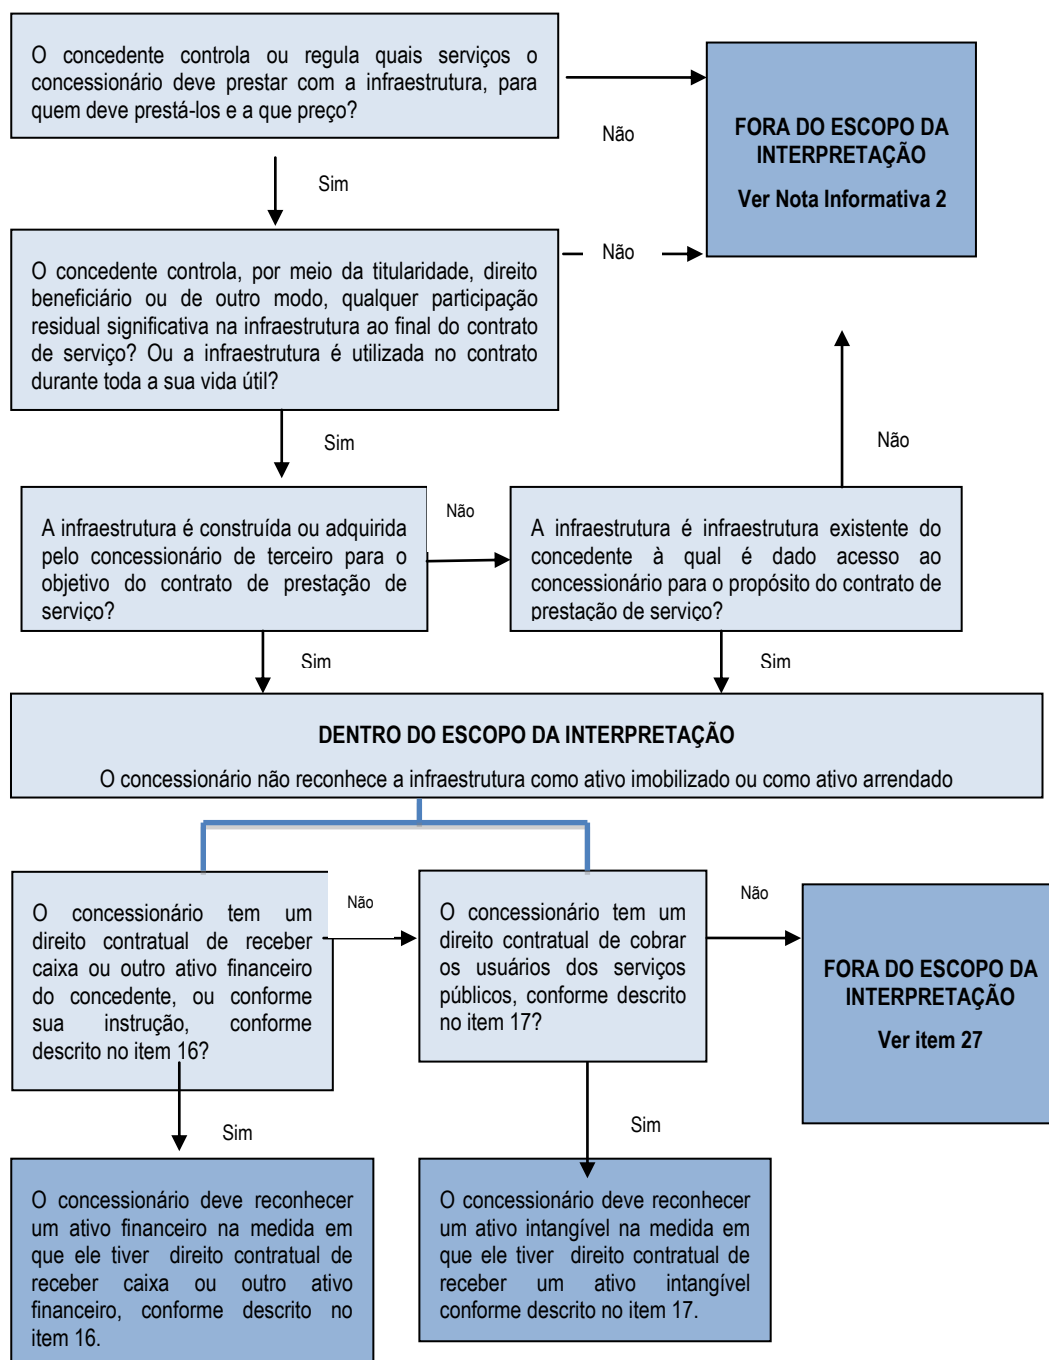 O concedente controla ou regula quais serviços o
concessionário deve prestar com a infraestrutura, para
quem deve prestá-los e a que preço?
Não
FORA DO ESCOPO DA
INTERPRETAÇÃO
Ver Nota Informativa 2
Sim
O concedente controla, por meio da titularidade, direito
beneficiário ou de outro modo, qualquer participação
residual significativa na infraestrutura ao final do contrato
de serviço? Ou a infraestrutura é utilizada no contrato
durante toda a sua vida útil?
Não
Sim
Não
A infraestrutura é construída ou adquirida
pelo concessionário de terceiro para o
objetivo do contrato de prestação de
serviço?
Não
A infraestrutura é infraestrutura existente do
concedente à qual é dado acesso ao
concessionário para o propósito do contrato de
prestação de serviço?
Sim
Sim
DENTRO DO ESCOPO DA INTERPRETAÇÃO
O concessionário não reconhece a infraestrutura como ativo imobilizado ou como ativo arrendado
O concessionário tem um
direito contratual de receber
caixa ou outro ativo financeiro
do concedente, ou conforme
sua instrução, conforme
descrito no item 16?
Não
O concessionário tem um
direito contratual de cobrar
os usuários dos serviços
públicos, conforme descrito
no item 17?
Não
FORA DO ESCOPO DA
INTERPRETAÇÃO
Ver item 27
Sim
Sim
O concessionário deve reconhecer
um ativo financeiro na medida em
que ele tiver direito contratual de
receber caixa ou outro ativo
financeiro, conforme descrito no
item 16.
O concessionário deve reconhecer
um ativo intangível na medida em
que ele tiver direito contratual de
receber um ativo intangível
conforme descrito no item 17.